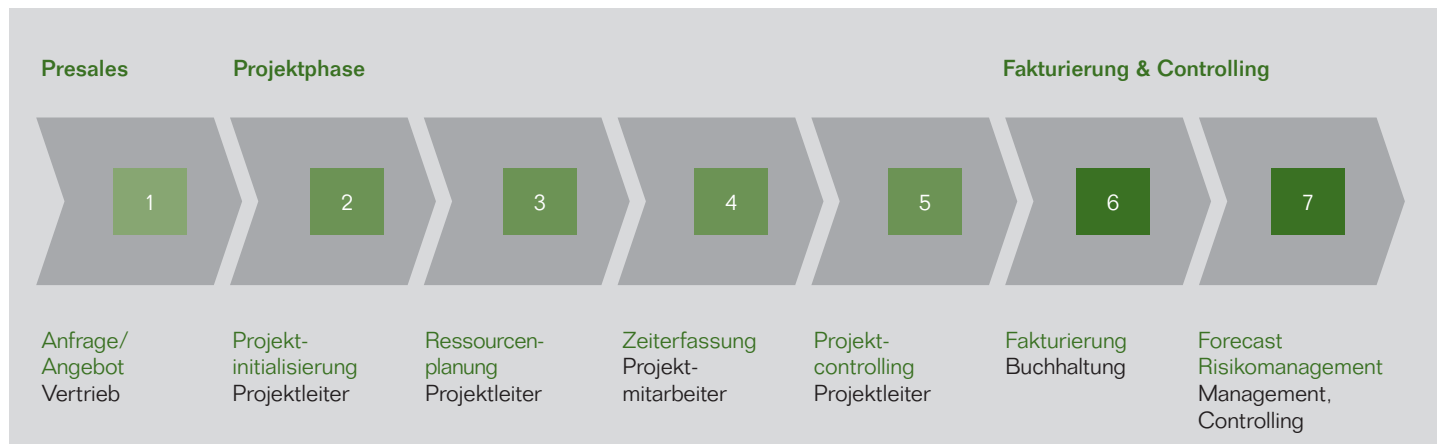 Presales
Projektphase
Fakturierung & Controlling
1
2
3
4
5
6
7
Anfrage/
Angebot
Vertrieb
Projekt-
initialisierung
Projektleiter
Ressourcen-
planung
Projektleiter
Zeiterfassung
Projekt-
mitarbeiter
Projekt-
controlling
Projektleiter
Fakturierung
Buchhaltung
Forecast
Risikomanagement
Management,
Controlling